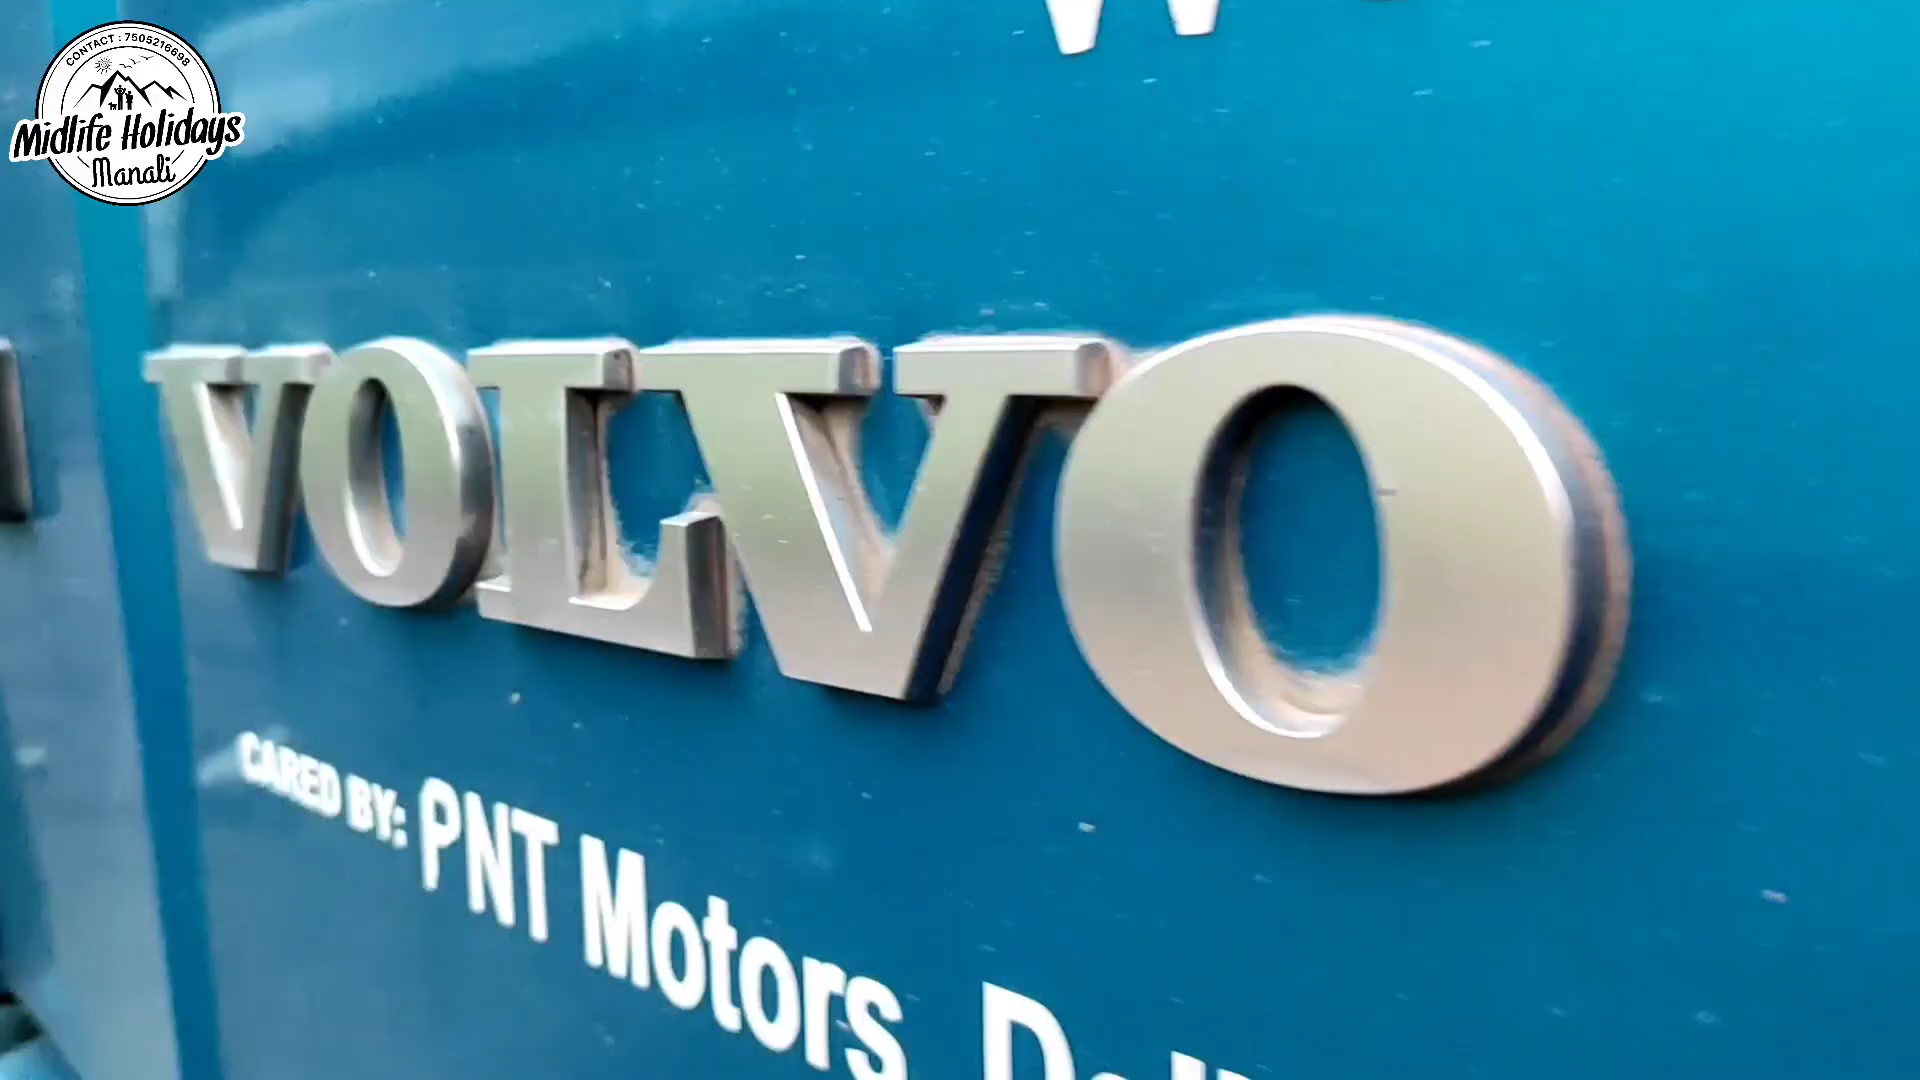 CONTACT : 7505216698
Midlife Holidays
Manali
VOLVO
CARED BY: PNT Motors